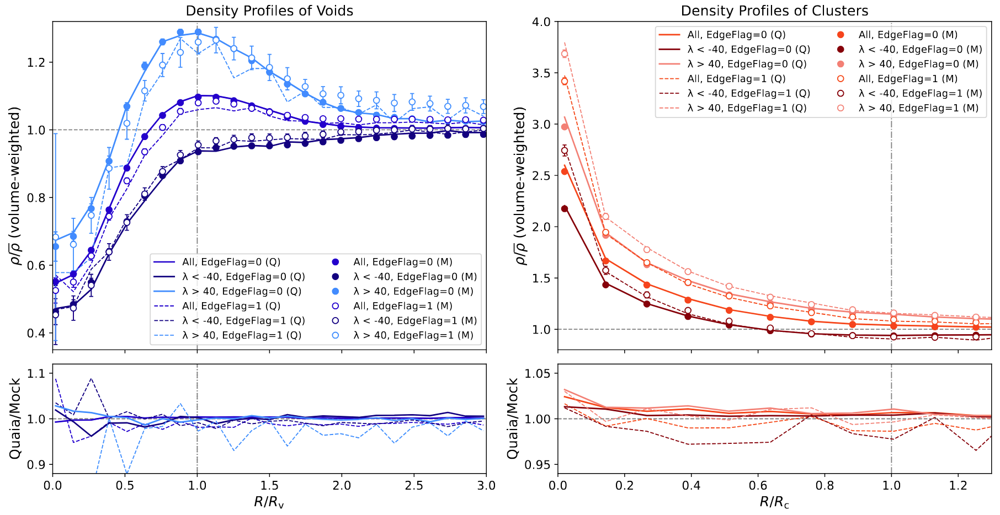 Density Profiles of Voids
ρ/ρ̅ (volume-weighted)
1.2
1.0
0.8
0.6
0.4
All, EdgeFlag=0 (Q)
λ < -40, EdgeFlag=0 (Q)
λ > 40, EdgeFlag=0 (Q)
All, EdgeFlag=1 (Q)
λ < -40, EdgeFlag=1 (Q)
λ > 40, EdgeFlag=1 (Q)
All, EdgeFlag=0 (M)
λ < -40, EdgeFlag=0 (M)
λ > 40, EdgeFlag=0 (M)
All, EdgeFlag=1 (M)
λ < -40, EdgeFlag=1 (M)
λ > 40, EdgeFlag=1 (M)
Quaia/Mock
1.1
1.0
0.9
0.0 0.5 1.0 1.5 2.0 2.5 3.0
R/Rv
Density Profiles of Clusters
ρ/ρ̅ (volume-weighted)
4.0
3.5
3.0
2.5
2.0
1.5
1.0
All, EdgeFlag=0 (Q)
λ < -40, EdgeFlag=0 (Q)
λ > 40, EdgeFlag=0 (Q)
All, EdgeFlag=1 (Q)
λ < -40, EdgeFlag=1 (Q)
λ > 40, EdgeFlag=1 (Q)
All, EdgeFlag=0 (M)
λ < -40, EdgeFlag=0 (M)
λ > 40, EdgeFlag=0 (M)
All, EdgeFlag=1 (M)
λ < -40, EdgeFlag=1 (M)
λ > 40, EdgeFlag=1 (M)
Quaia/Mock
1.05
1.00
0.95
0.0 0.2 0.4 0.6 0.8 1.0 1.2
R/Rc